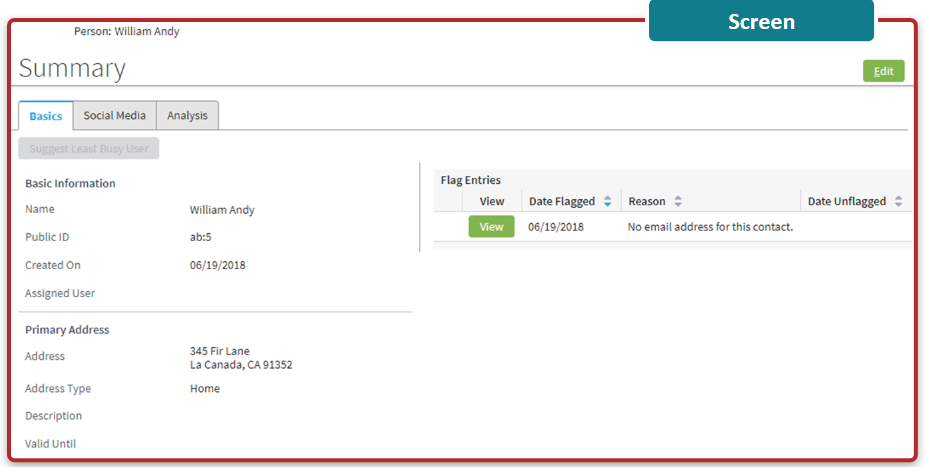 Screen
Person: William Andy
Summary
Edit
Basics Social Media Analysis
Suggest Least Busy User
Basic Information
Name William Andy
Public ID ab:5
Created On 06/19/2018
Assigned User
Primary Address
Address 345 Fir Lane
La Canada, CA 91352
Address Type Home
Description
Valid Until
Flag Entries
View Date Flagged Reason Date Unflagged
View 06/19/2018 No email address for this contact.